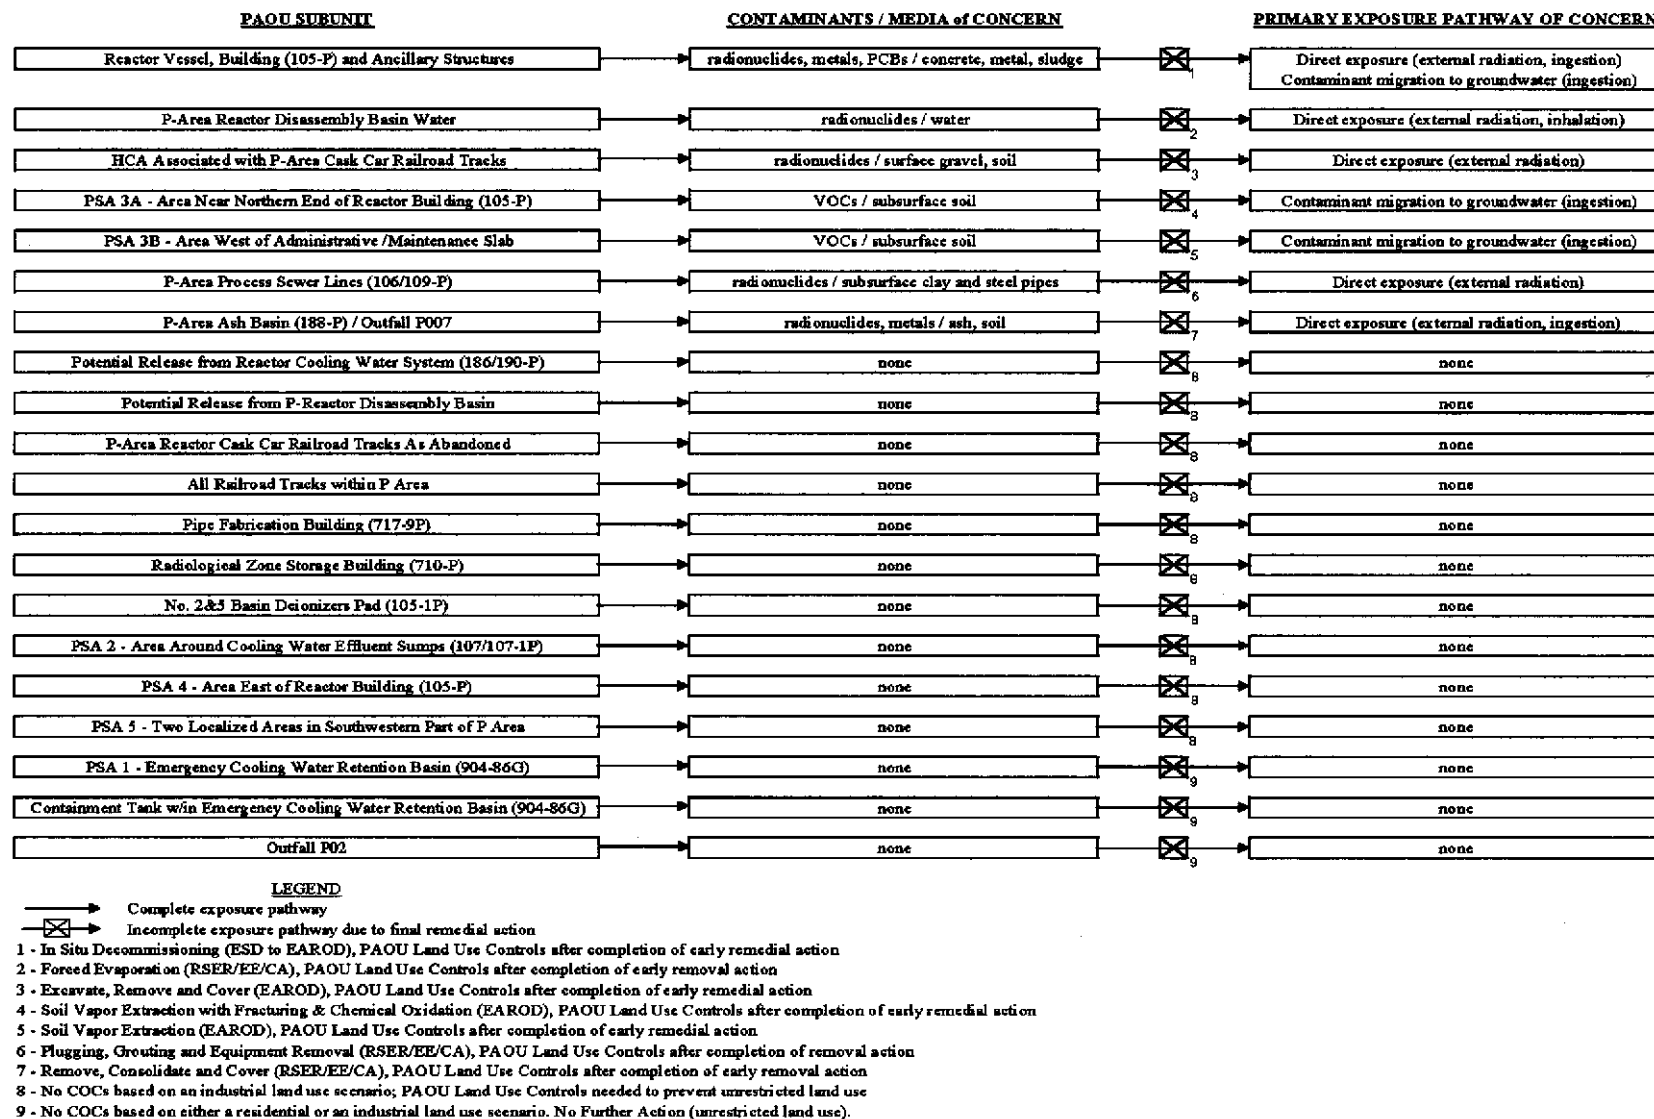 PAOU SUBUNIT CONTAMINANTS / MEDIA of CONCERN PRIMARY EXPOSURE PATHWAY OF CONCERN
Reactor Vessel, Building (105-P) and Ancillary Structures radionuclides, metals, PCBs / concrete, metal, sludge 1 Direct exposure (external radiation, ingestion)
Contaminant migration to groundwater (ingestion)
P-Area Reactor Disassembly Basin Water radionuclides / water 2 Direct exposure (external radiation, inhalation)
HCA Associated with P-Area Cask Car Railroad Tracks radionuclides / surface gravel, soil 3 Direct exposure (external radiation)
PSA 3A - Area Near Northern End of Reactor Building (105-P) VOCs / subsurface soil 4 Contaminant migration to groundwater (ingestion)
PSA 3B - Area West of Administrative /Maintenance Slab VOCs / subsurface soil 5 Contaminant migration to groundwater (ingestion)
P-Area Process Sewer Lines (106/109-P) radionuclides / subsurface clay and steel pipes 6 Direct exposure (external radiation)
P-Area Ash Basin (188-P) / Outfall P007 radionuclides, metals / ash, soil 7 Direct exposure (external radiation, ingestion)
Potential Release from Reactor Cooling Water System (186/190-P) none 8 none
Potential Release from P-Reactor Disassembly Basin none 8 none
P-Area Reactor Cask Car Railroad Tracks As Abandoned none 8 none
All Railroad Tracks within P Area none 8 none
Pipe Fabrication Building (717-9P) none 8 none
Radiological Zone Storage Building (710-P) none 8 none
No. 2&5 Basin Deionizers Pad (105-1P) none 8 none
PSA 2 - Area Around Cooling Water Effluent Sumps (107/107-1P) none 8 none
PSA 4 - Area East of Reactor Building (105-P) none 8 none
PSA 5 - Two Localized Areas in Southwestern Part of P Area none 8 none
PSA 1 - Emergency Cooling Water Retention Basin (904-86G) none 9 none
Containment Tank w/in Emergency Cooling Water Retention Basin (904-86G) none 9 none
Outfall P02 none 9 none
LEGEND
Complete exposure pathway
Incomplete exposure pathway due to final remedial action
1 - In Situ Decommissioning (ESD to EAROD), PAOU Land Use Controls after completion of early remedial action
2 - Forced Evaporation (RSER/EE/CA), PAOU Land Use Controls after completion of early removal action
3 - Excavate, Remove and Cover (EAROD), PAOU Land Use Controls after completion of early remedial action
4 - Soil Vapor Extraction with Fracturing & Chemical Oxidation (EAROD), PAOU Land Use Controls after completion of early remedial action
5 - Soil Vapor Extraction (EAROD), PAOU Land Use Controls after completion of early remedial action
6 - Plugging, Grouting and Equipment Removal (RSER/EE/CA), PAOU Land Use Controls after completion of removal action
7 - Remove, Consolidate and Cover (RSER/EE/CA), PAOU Land Use Controls after completion of early removal action
8 - No COCs based on an industrial land use scenario; PAOU Land Use Controls needed to prevent unrestricted land use
9 - No COCs based on either a residential or an industrial land use scenario. No Further Action (unrestricted land use).